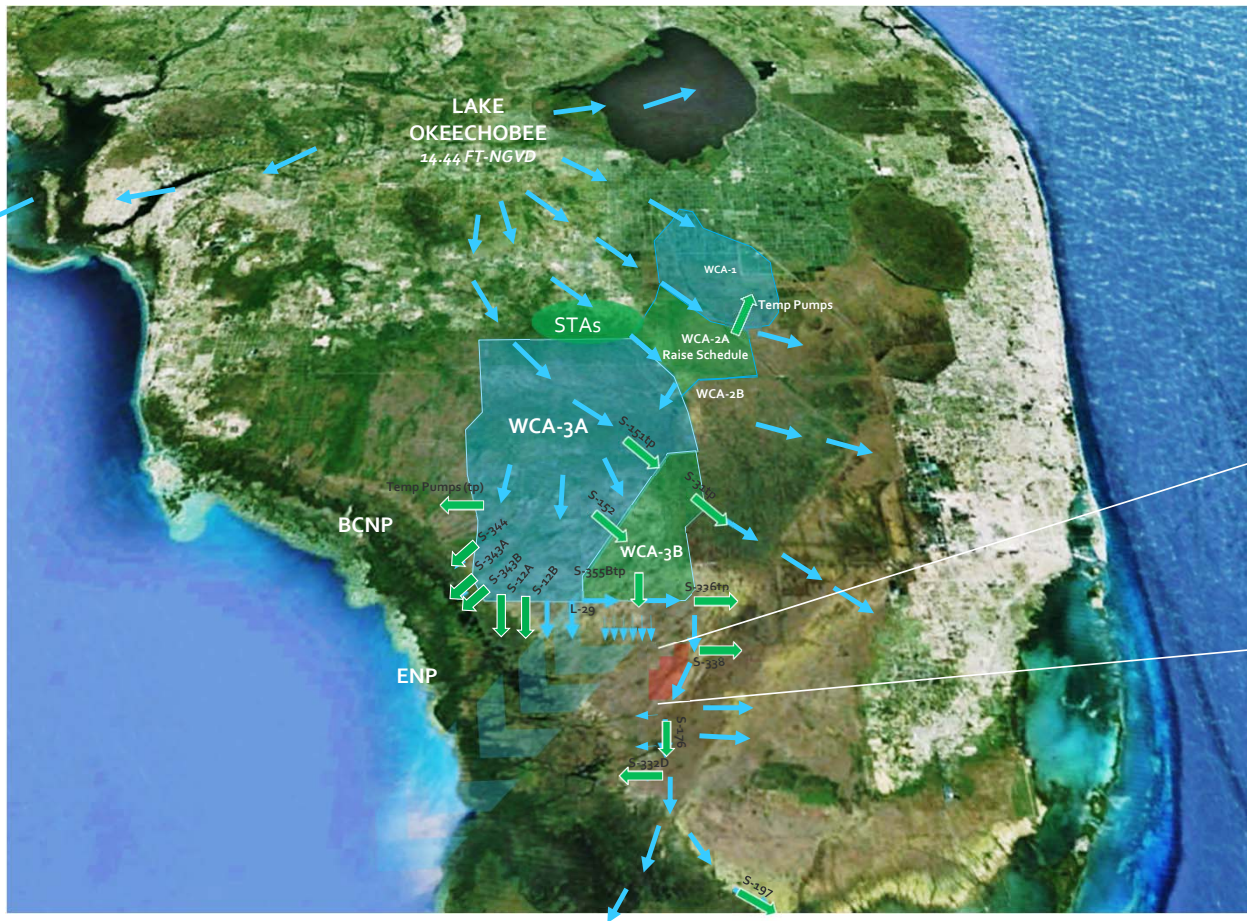 LAKE
OKEECHOBEE
14.44 FT-NGVD
WCA-1
Temp Pumps
STAs
WCA-2A
Raise Schedule
WCA-2B
WCA-3A
S-151tp
Temp Pumps (tp)
S-152
BCNP
S-344
S-343A
S-343B
S-12A
S-12B
WCA-3B
S-355Btp
L-29
S-338
ENP
S-176
S-332D
S-197